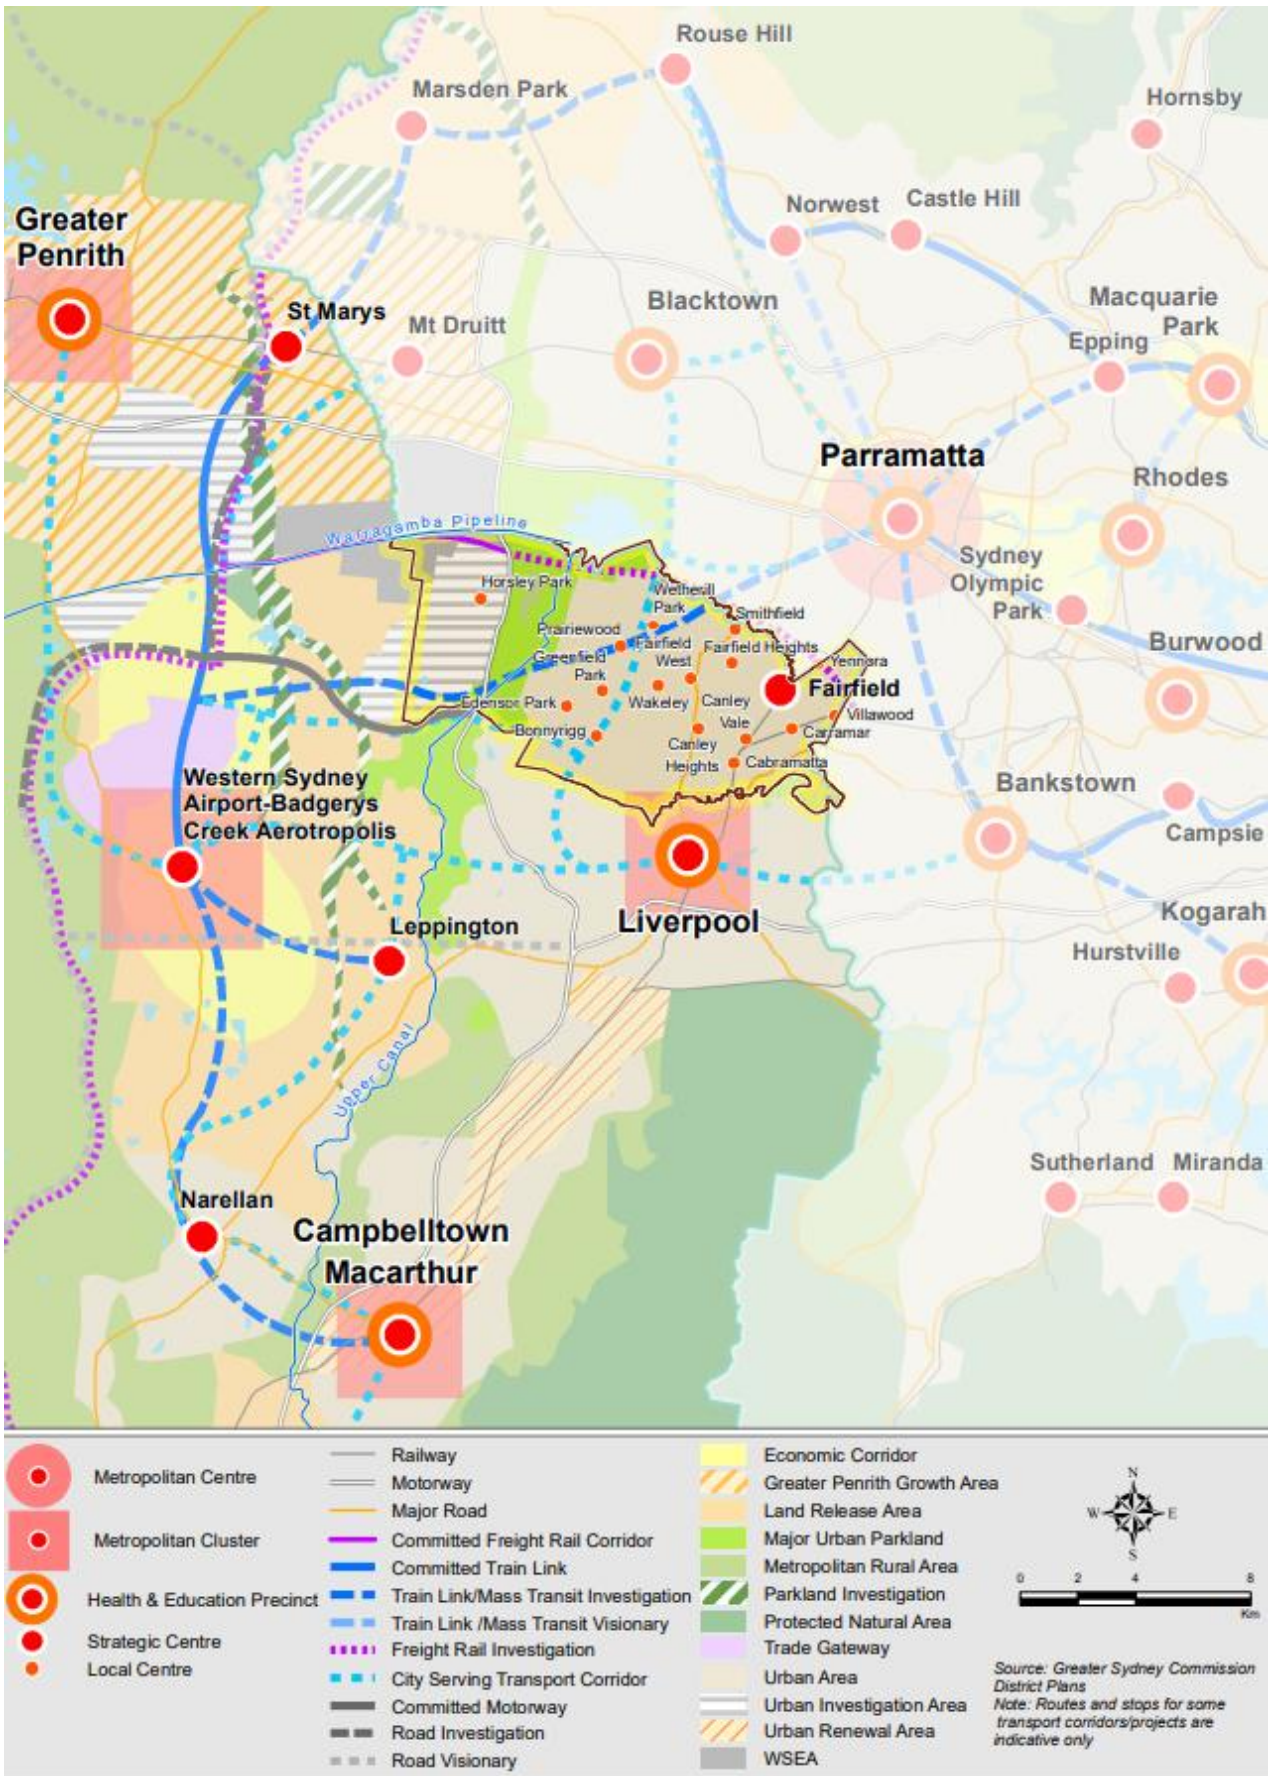 Rouse Hill
Marsden Park
Hornsby
Greater
Penrith
Norwest
Castle Hill
St Marys
Mt Druitt
Blacktown
Macquarie
Park
Epping
Parramatta
Rhodes
Warragamba Pipeline
Sydney
Olympic
Park
Horsley Park
Wetherill
Park
Smithfield
Prairiewood
Fairfield
West
Fairfield Heights
Greenfield
Park
Yennora
Burwood
Fairfield
Edensor Park
Wakeley
Canley
Vale
Villawood
Bonnyrigg
Canley
Heights
Carramar
Cabramatta
Western Sydney
Airport-Badgerys
Creek Aerotropolis
Bankstown
Campsie
Leppington
Liverpool
Kogarah
Hurstville
Upper Canal
Sutherland
Miranda
Narellan
Campbelltown
Macarthur
Metropolitan Centre
Metropolitan Cluster
Health & Education Precinct
Strategic Centre
Local Centre
Railway
Motorway
Major Road
Committed Freight Rail Corridor
Committed Train Link
Train Link/Mass Transit Investigation
Train Link /Mass Transit Visionary
Freight Rail Investigation
City Serving Transport Corridor
Committed Motorway
Road Investigation
Road Visionary
Economic Corridor
Greater Penrith Growth Area
Land Release Area
Major Urban Parkland
Metropolitan Rural Area
Parkland Investigation
Protected Natural Area
Trade Gateway
Urban Area
Urban Investigation Area
Urban Renewal Area
WSEA
N
W
E
S
0 2 4 8
Km
Source: Greater Sydney Commission
District Plans
Note: Routes and stops for some
transport corridors/projects are
indicative only